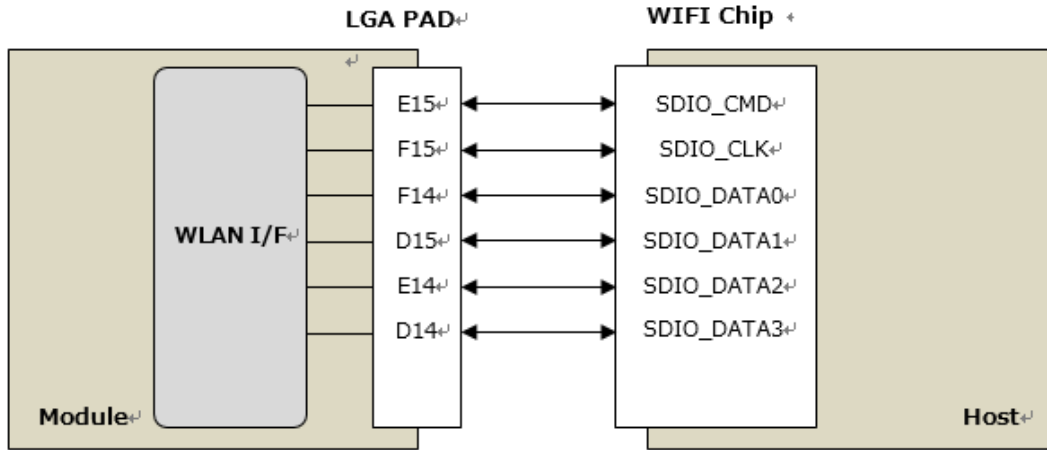 LGA PAD
WIFI Chip
E15
SDIO_CMD
F15
SDIO_CLK
F14
SDIO_DATA0
WLAN I/F
D15
SDIO_DATA1
E14
SDIO_DATA2
D14
SDIO_DATA3
Module
Host